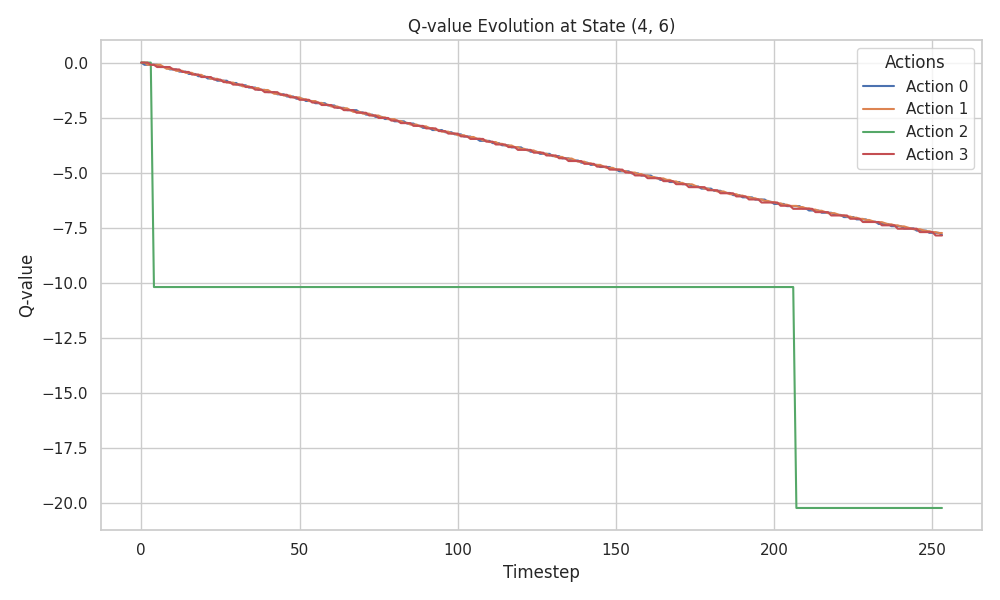 Q-value Evolution at State (4, 6)
Actions
Action 0
Action 1
Action 2
Action 3
Q-value
0.0
−2.5
−5.0
−7.5
−10.0
−12.5
−15.0
−17.5
−20.0
0 50 100 150 200 250
Timestep